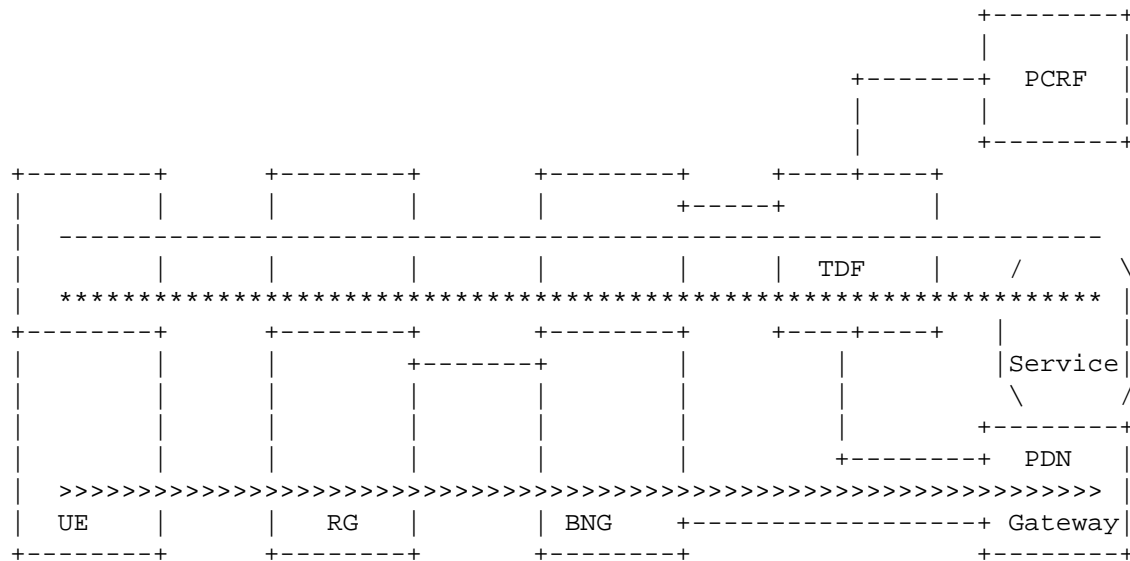 PCRF
TDF
Service
PDN
UE RG BNG Gateway